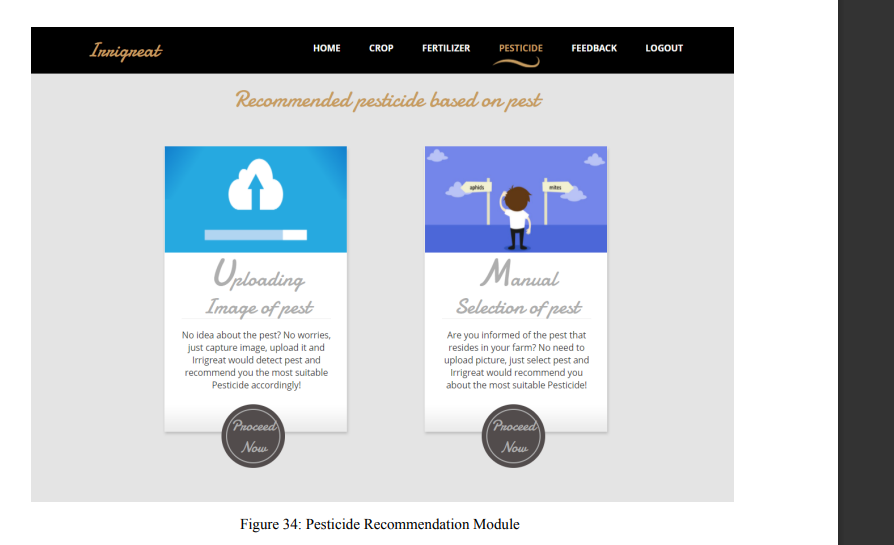 Irrigreat
HOME CROP FERTILIZER PESTICIDE FEEDBACK LOGOUT
Recommended pesticide based on pest
Uploading
Image of pest
No idea about the pest? No worries,
just capture image, upload it and
Irrigreat would detect pest and
recommend you the most suitable
Pesticide accordingly!
Proceed
Now
aphids
mites
Manual
Selection of pest
Are you informed of the pest that
resides in your farm? No need to
upload picture, just select pest and
Irrigreat would recommend you
about the most suitable Pesticide!
Proceed
Now
Figure 34: Pesticide Recommendation Module